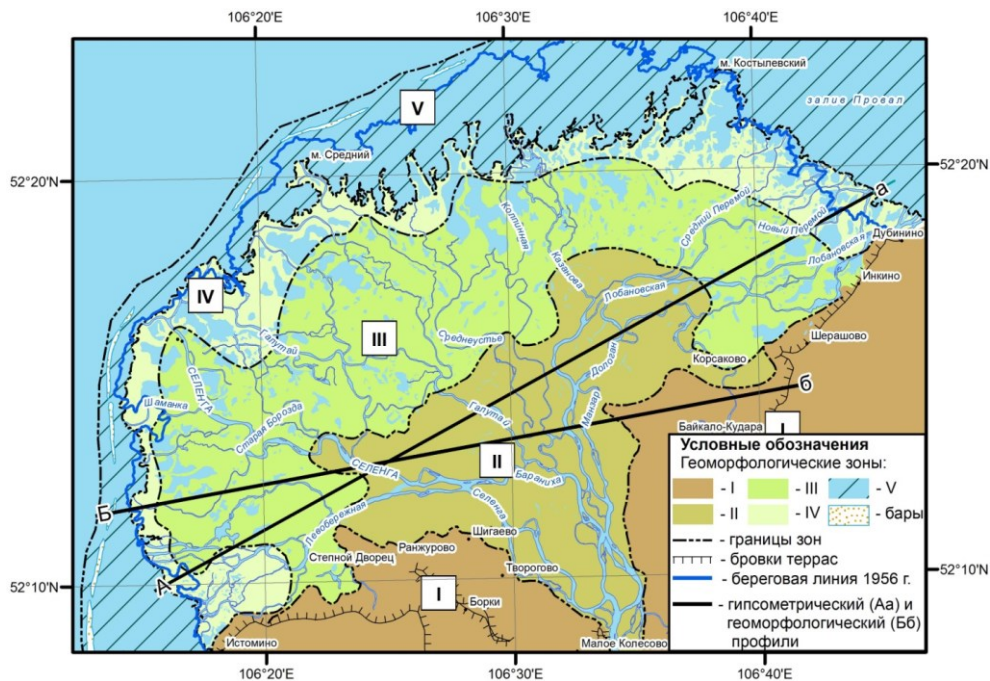 106°20'E
106°30'E
106°40'E
м. Костылевский
залив Провал
V
м. Средний
52°20'
52°20'
а
Колпинная
Средний Перемой
Новый Перемой
Дубинино
Лобановская
Казанова
Инкино
Лобановская
IV
Галутай
III
Среднеустье
Шерашово
Дологан
Корсаково
СЕЛЕНГА
б
Шаманка
Галутай
Манзар
Старая Борозда
Байкало-Кудара
I
II
СЕЛЕНГА
Бараниха
Б
Селенга
Левобережная
Шигаево
Ранжурово
Степной Дворец
Творогово
52°10'N
А
52°10'
I
Борки
Истомино
Малое Колесово
Условные обозначения
Геоморфологические зоны:
- I
- III
- V
- II
- IV
- бары
- границы зон
- бровки террас
- береговая линия 1956 г.
- гипсометрический (Аа) и
геоморфологический (Бб)
профили
106°20'E
106°30'E
106°40'E